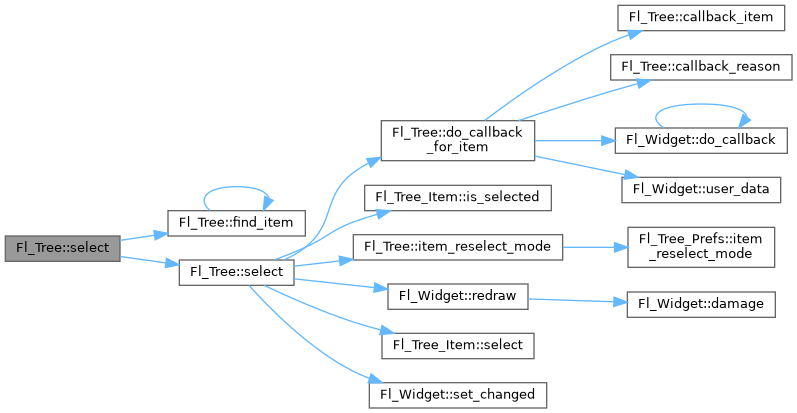 Fl_Tree::select
Fl_Tree::find_item
Fl_Tree::select
Fl_Tree::do_callback
_for_item
Fl_Tree_Item::is_selected
Fl_Tree::item_reselect_mode
Fl_Widget::redraw
Fl_Tree_Item::select
Fl_Widget::set_changed
Fl_Tree::callback_item
Fl_Tree::callback_reason
Fl_Widget::do_callback
Fl_Widget::user_data
Fl_Tree_Prefs::item
_reselect_mode
Fl_Widget::damage